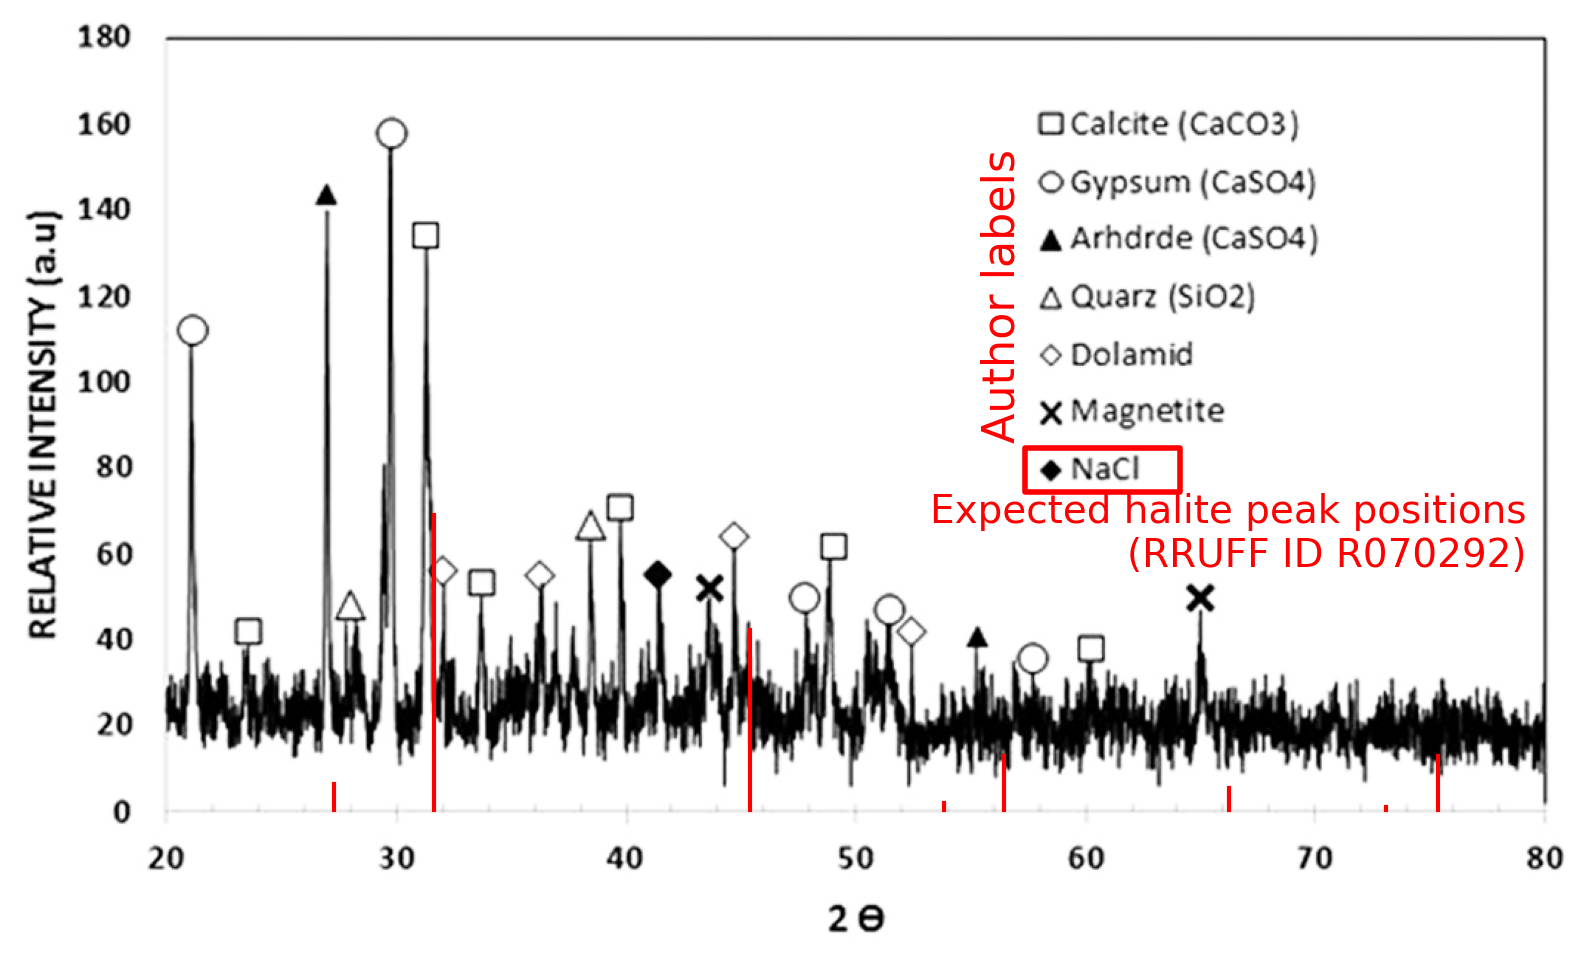 180
160
140
120
100
80
60
40
20
0
RELATIVE INTENSITY (a.u)
20 30 40 50 60 70 80
2 Ө
Author labels
Calcite (CaCO3)
Gypsum (CaSO4)
Arhdrde (CaSO4)
Quarz (SiO2)
Dolamid
Magnetite
NaCl
Expected halite peak positions
(RRUFF ID R070292)